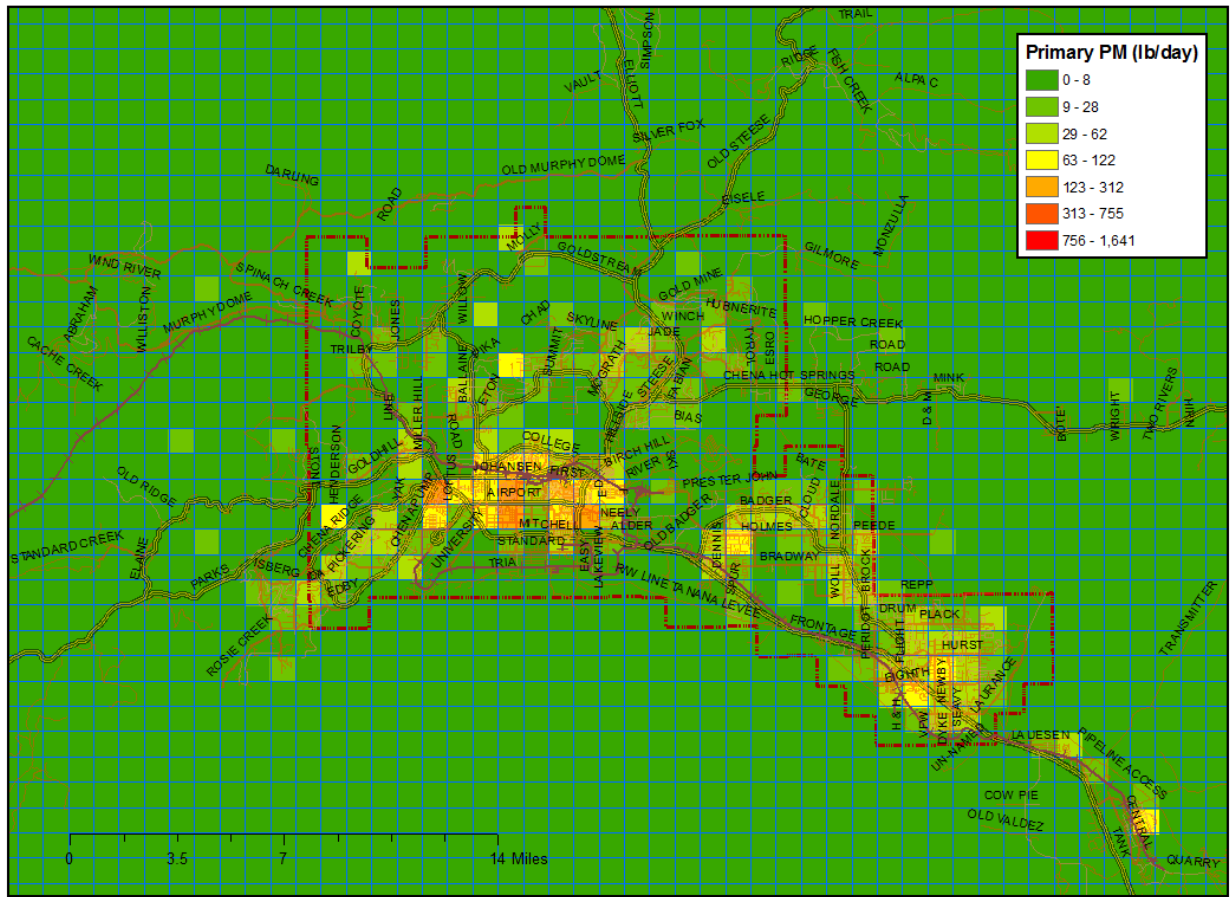 TRAIL
SIMPSON
ELLIOTT
VAULT
RIDGE
FISH CREEK
ALPA C
Primary PM (lb/day)
0 - 8
9 - 28
29 - 62
63 - 122
123 - 312
313 - 755
756 - 1,641
SILVER FOX
OLD STEESE
OLD MURPHY DOME
DARLING
ROAD
EISELE
MONZULLA
MOLLY
GOLDSTREAM
GILMORE
WIND RIVER
SPINACH CREEK
ABRAHAM
WILLISTON
MURPHY DOME
COYOTE
JONES
WILLOW
GOLD MINE
HUBNERITE
CHAD
SKYLINE
WINCH
JADE
HOPPER CREEK
ROAD
CACHE CREEK
TRILBY
BALLAINE
PIKA
ETON
SUMMIT
MCGRATH
STEESE
FABIAN
TYROL
ESRO
ROAD
CHENA HOT SPRINGS
GEORGE
MINK
D & M
BOTE
WRIGHT
TWO RIVERS
HIEN
LINE
MILLER HILL
ROAD
HILLSIDE
BIAS
COLLEGE
BIRCH HILL
OLD RIDGE
STONE
HENDERSON
GOLDHILL
YAK
LOFTUS
JOHANSEN
FIRST
RIVER
SKI
PRESTER JOHN
BATE
AIRPORT
ED
BADGER
CLOUD
NORDALE
STANDARD CREEK
ELAINE
CHENA RIDGE
PICKERING
CHENA PUMP
UNIVERSITY
MITCHELL
NEELY
ALDER
OLD BADGER
HOLMES
PEEDE
STANDARD
EASY
LAKEVIEW
DENNIS
BRADWAY
PARKS
ISBERG
EDBY
TRIA
RW LINE TANANA LEVEE
SPUR
WOLL
BROCK
REPP
ROSIE CREEK
FRONTAGE
PERIDOT
DRUM
PLACK
FLIGHT
HURST
TRANSMITTER
EIGHTH
NEWBY
LAURANCE
H & H
VFW
DYKE
SEAVY
UN-NAMED
LAUESEN
PIPELINE ACCESS
COW PIE
OLD VALDEZ
CENTRAL
TANK
QUARRY
0 3.5 7 14 Miles